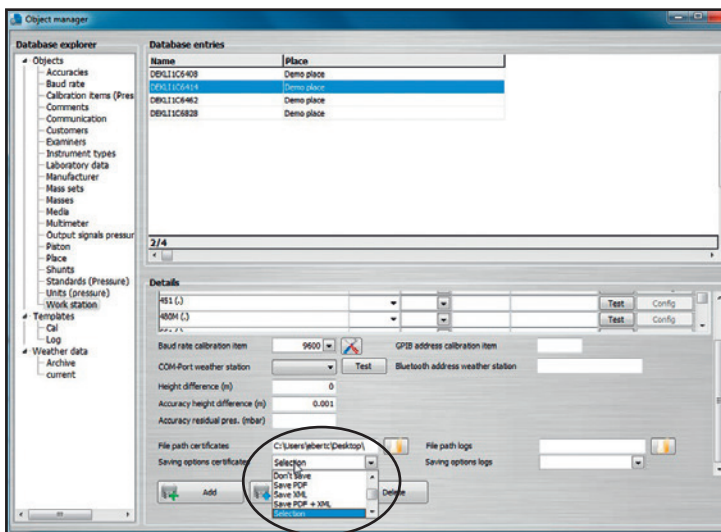 Object manager
Database explorer
Objects
Accuracies
Baud rate
Calibration items (Pres
Comments
Communication
Customers
Examiners
Instrument types
Laboratory data
Manufacturer
Mass sets
Masses
Media
Multimeter
Output signals pressur
Piston
Place
Shunts
Standards (Pressure)
Units (pressure)
Work station
Templates
Cal
Log
Weather data
Archive
current
Database entries
Name Place
DEKLI1C6408 Demo place
DEKLI1C6414 Demo place
DEKLI1C6462 Demo place
DEKLI1C6828 Demo place
2/4
Details
451 (.) Test Config
480M (.) Test Config
Baud rate calibration item 9600 GPIB address calibration item
COM-Port weather station Test Bluetooth address weather station
Height difference (m) 0
Accuracy height difference (m) 0.001
Accuracy residual pres. (mbar)
File path certificates C:\Users\ebertc\Desktop\ File path logs
Saving options certificates Selection Saving options logs
Don't save
Save PDF
Save XML
Save PDF + XML
Selection
Add Delete